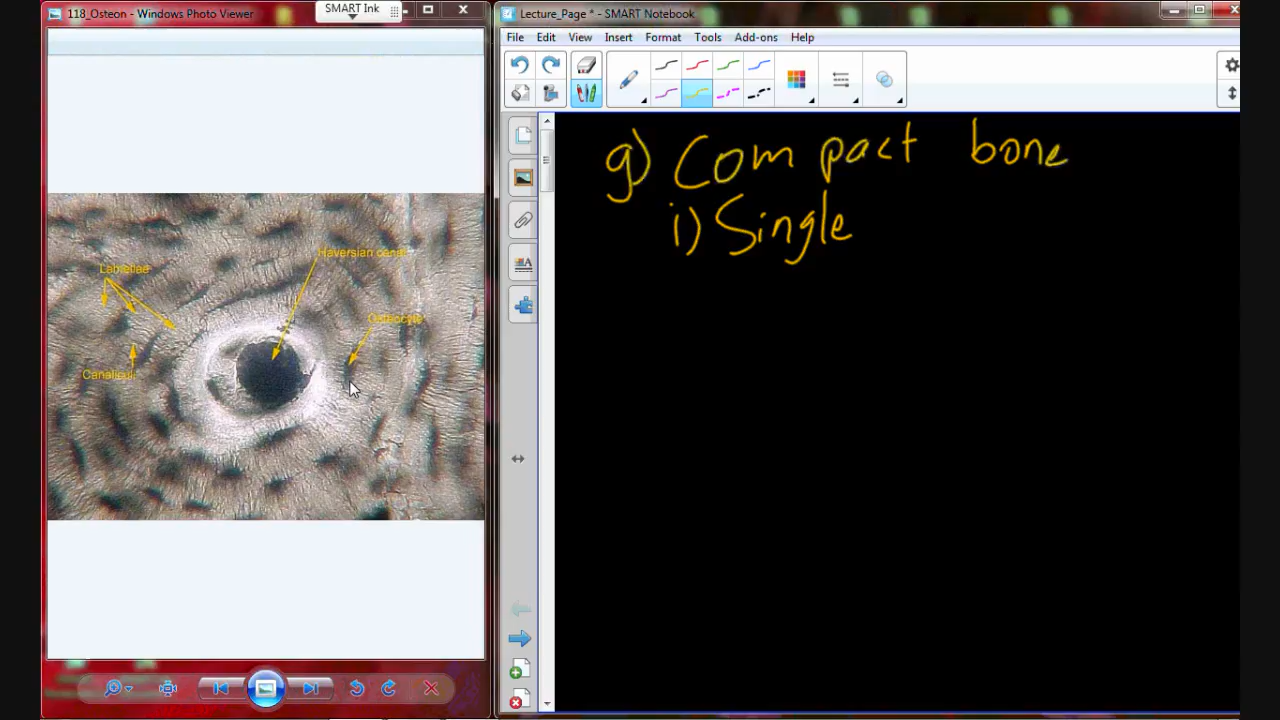 118_Osteon - Windows Photo Viewer
SMART Ink
Lamellae
Haversian canal
Osteocyte
Canaliculi
Lecture_Page * - SMART Notebook
File Edit View Insert Format Tools Add-ons Help
g) Compact bone
i) Single